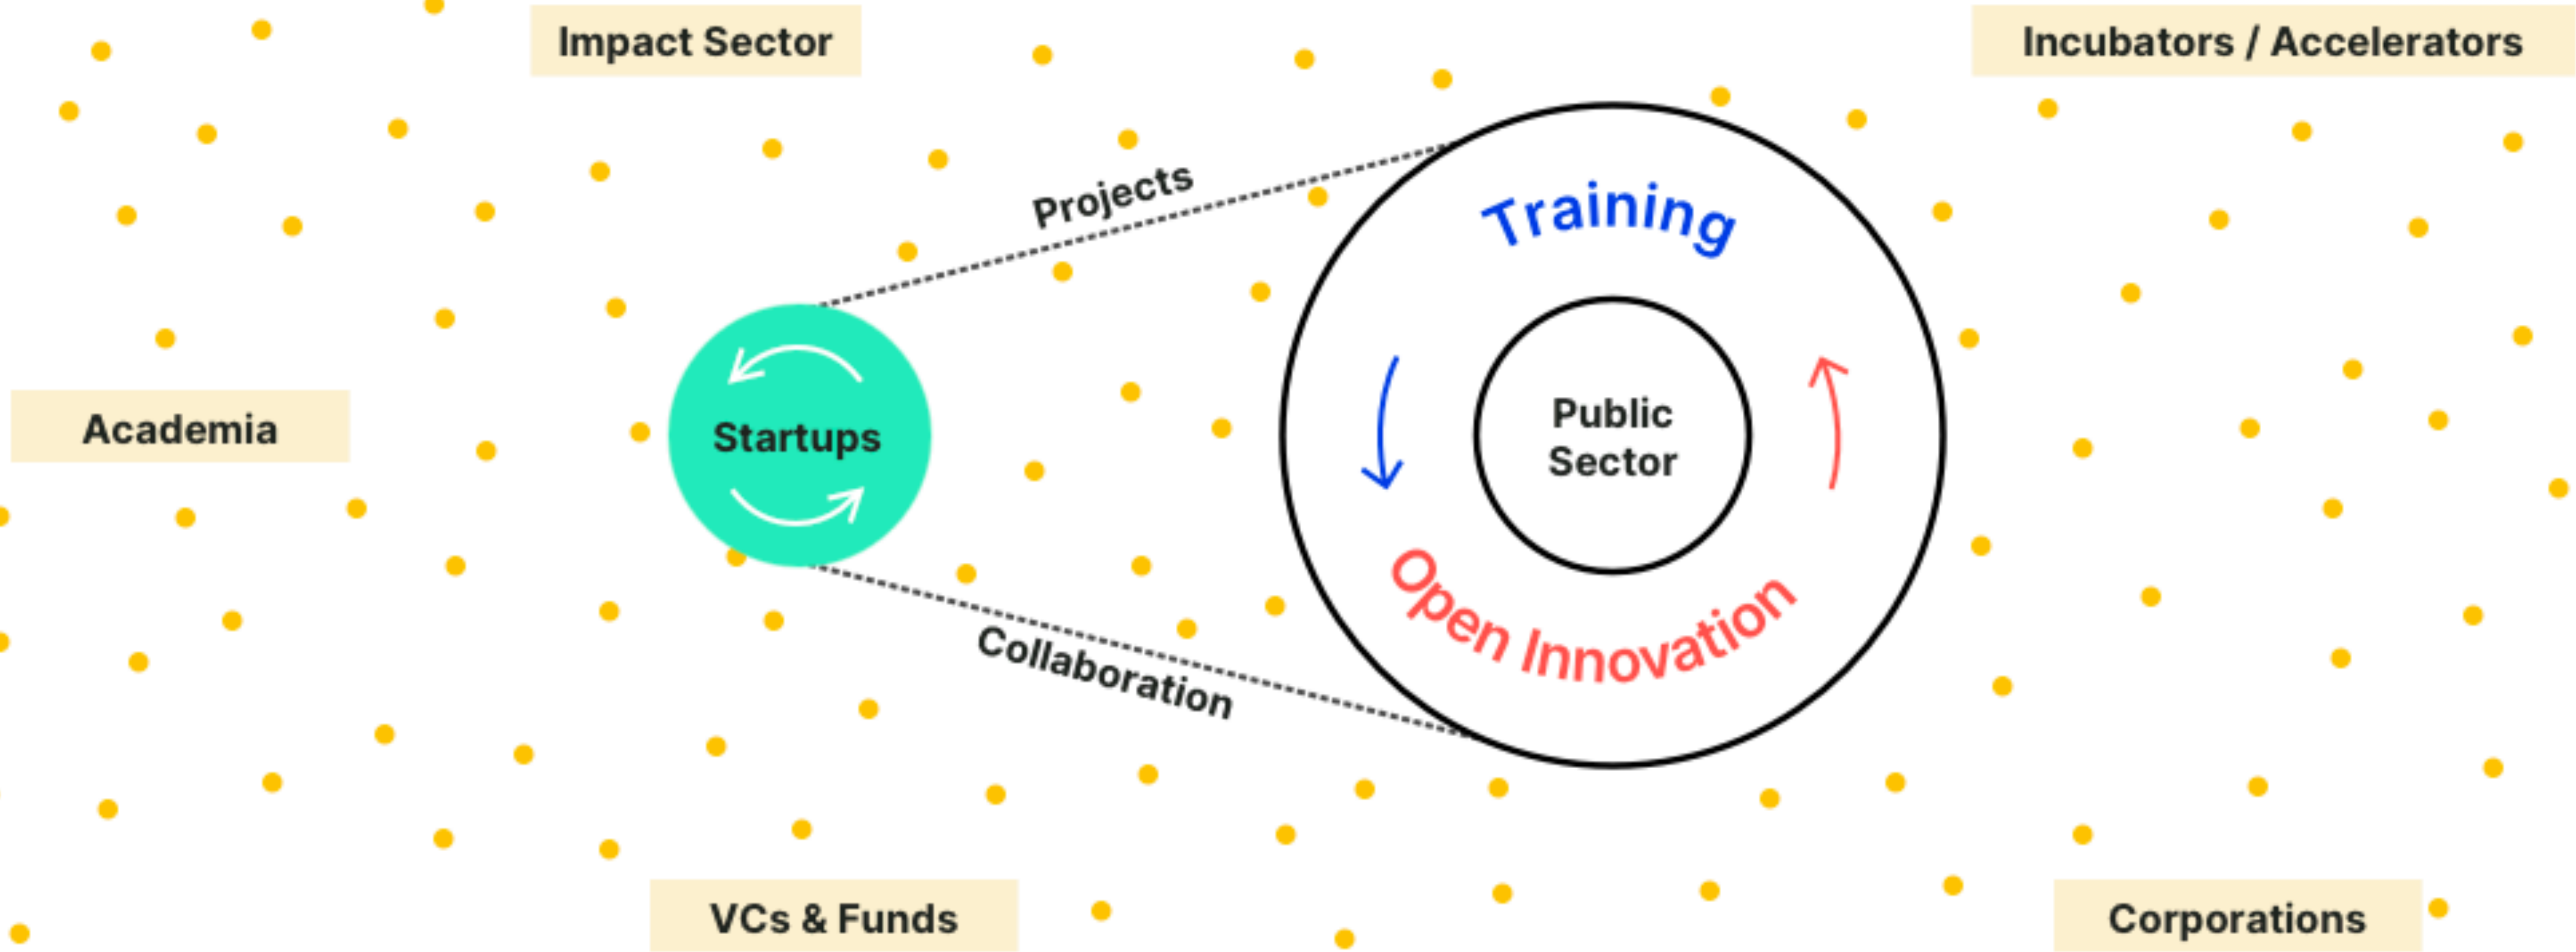 Impact Sector
Incubators / Accelerators
Projects
Training
Academia
Startups
Public
Sector
Open Innovation
Collaboration
VCs & Funds
Corporations